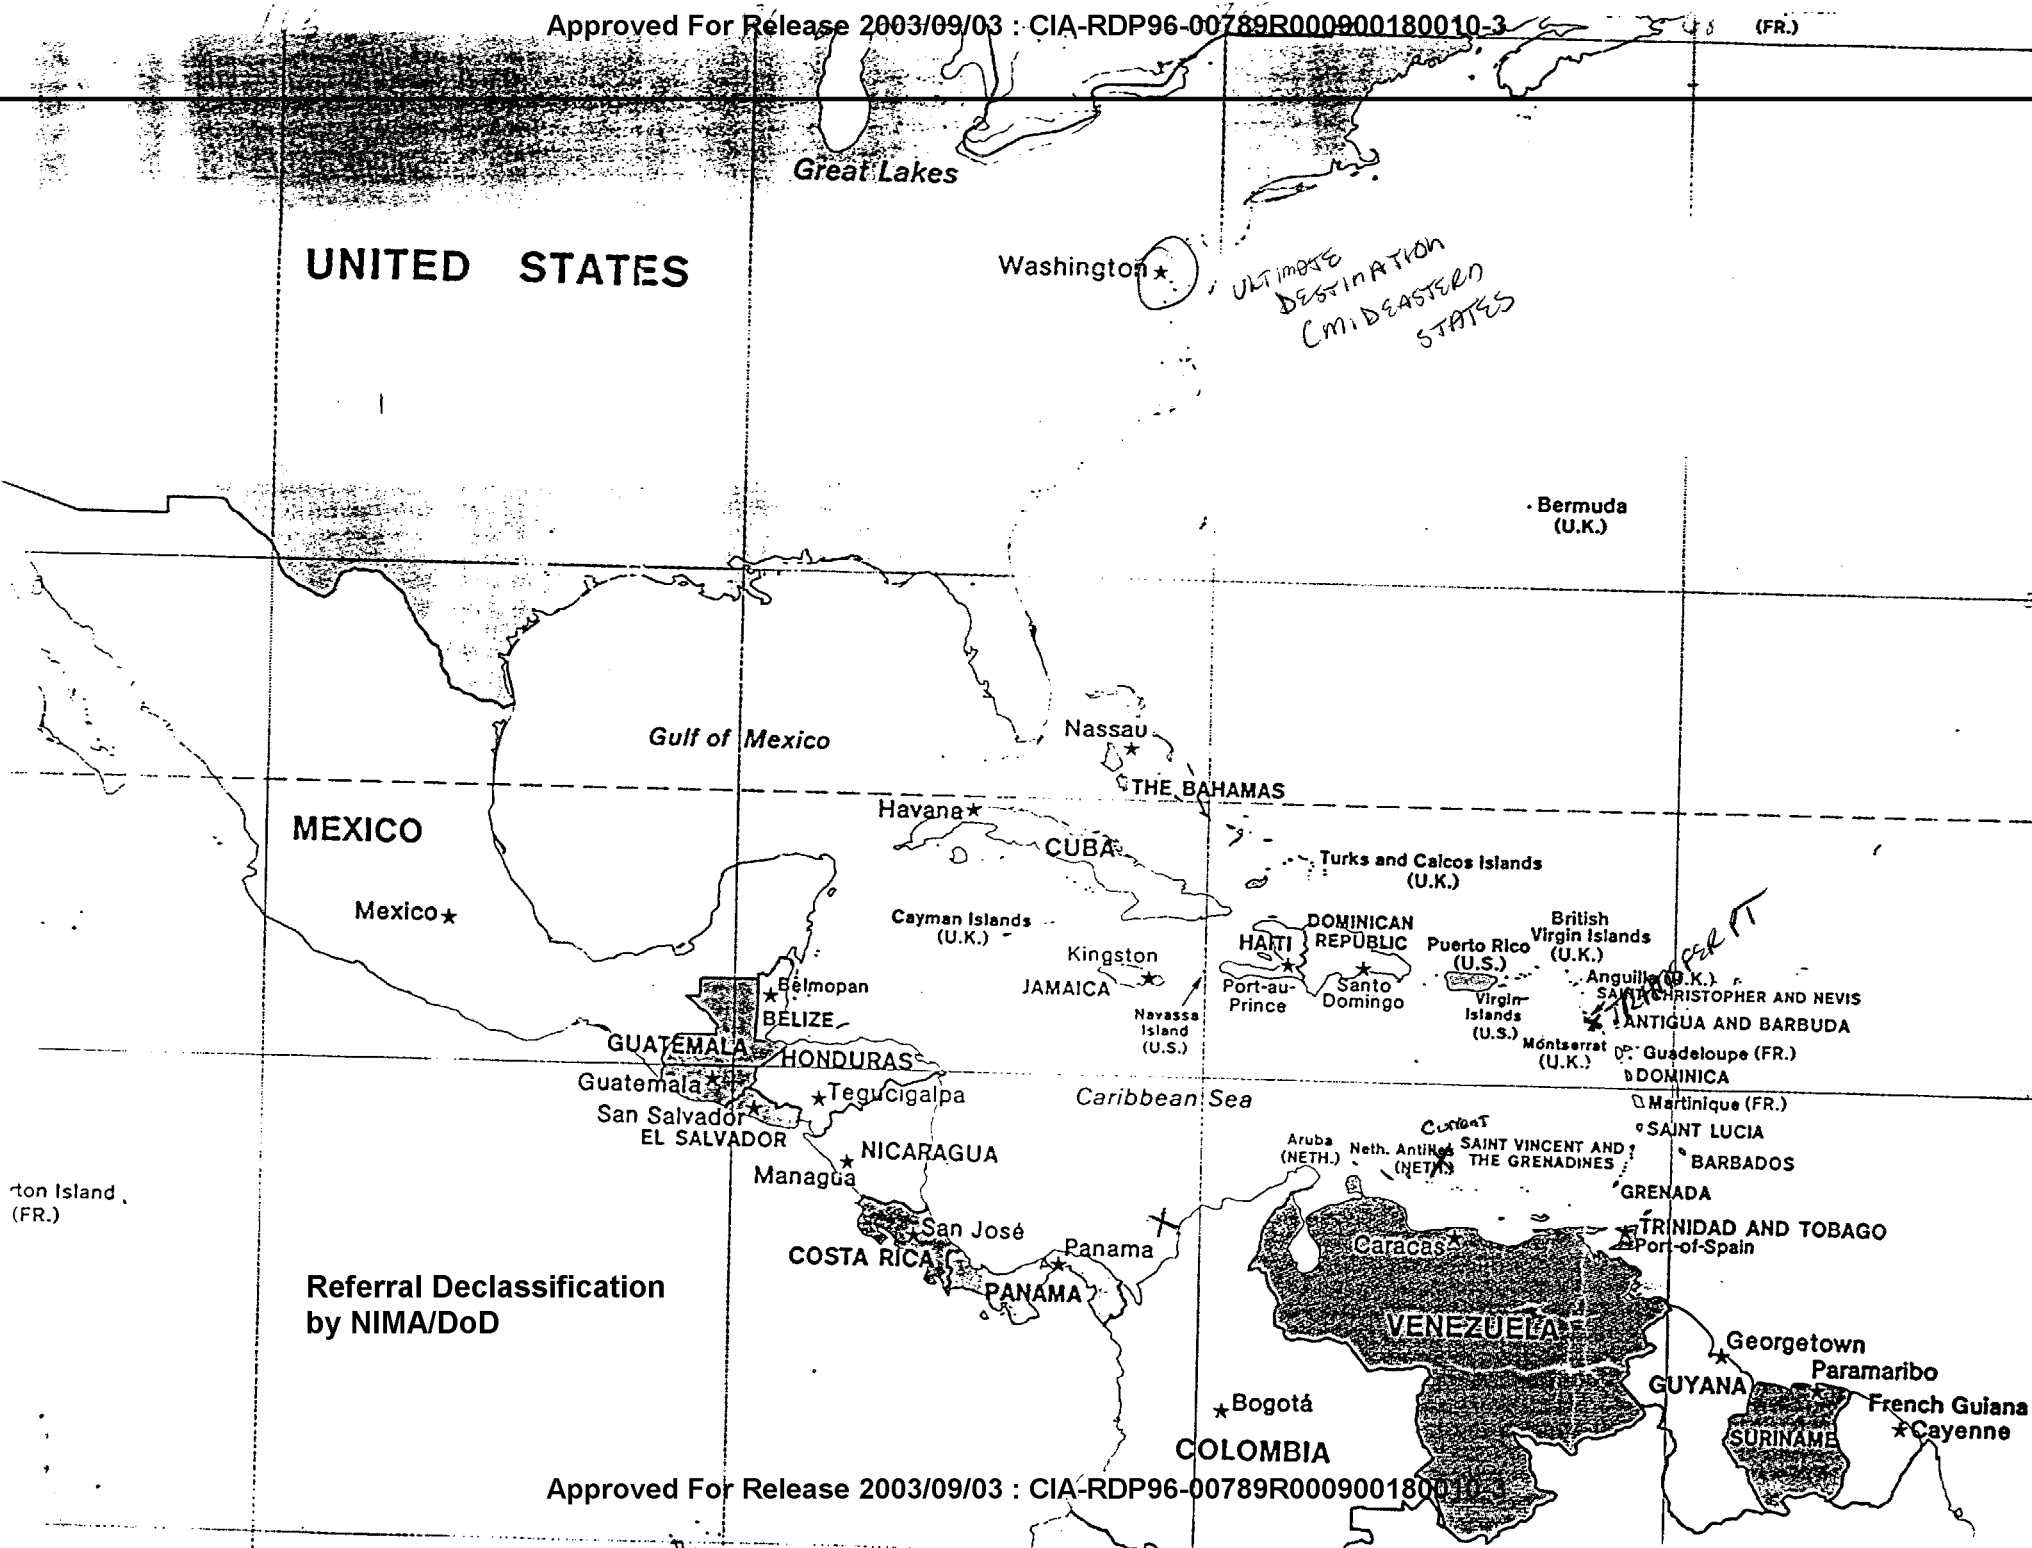 Approved For Release 2003/09/03 : CIA-RDP96-00789R000900180010-3
(FR.)
Great Lakes
UNITED STATES
Washington
ULTIMATE
DESTINATION
(MIDEASTERN
STATES
Bermuda
(U.K.)
Gulf of Mexico
Nassau
THE BAHAMAS
Havana
MEXICO
CUBA
Turks and Caicos Islands
(U.K.)
Mexico
Cayman Islands
(U.K.)
DOMINICAN
REPUBLIC
HAITI
British
Virgin Islands
(U.K.)
Puerto Rico
(U.S.)
Kingston
JAMAICA
Port-au-
Prince
Santo
Domingo
Anguilla (U.K.)
SAINT CHRISTOPHER AND NEVIS
TRANSFER PT
Virgin
Islands
(U.S.)
Navassa
Island
(U.S.)
ANTIGUA AND BARBUDA
Montserrat
(U.K.)
Guadeloupe (FR.)
DOMINICA
Belmopan
BELIZE
GUATEMALA
HONDURAS
Guatemala
Tegucigalpa
San Salvador
EL SALVADOR
Caribbean Sea
Martinique (FR.)
SAINT LUCIA
CURRENT
Aruba
(NETH.)
Neth. Antilles
(NETH.)
SAINT VINCENT AND
THE GRENADINES
BARBADOS
NICARAGUA
Managua
GRENADA
ton Island
(FR.)
San José
COSTA RICA
Panama
PANAMA
Caracas
TRINIDAD AND TOBAGO
Port-of-Spain
Referral Declassification
by NIMA/DoD
VENEZUELA
Georgetown
Paramaribo
GUYANA
French Guiana
Cayenne
SURINAME
Bogotá
COLOMBIA
Approved For Release 2003/09/03 : CIA-RDP96-00789R000900180010-3